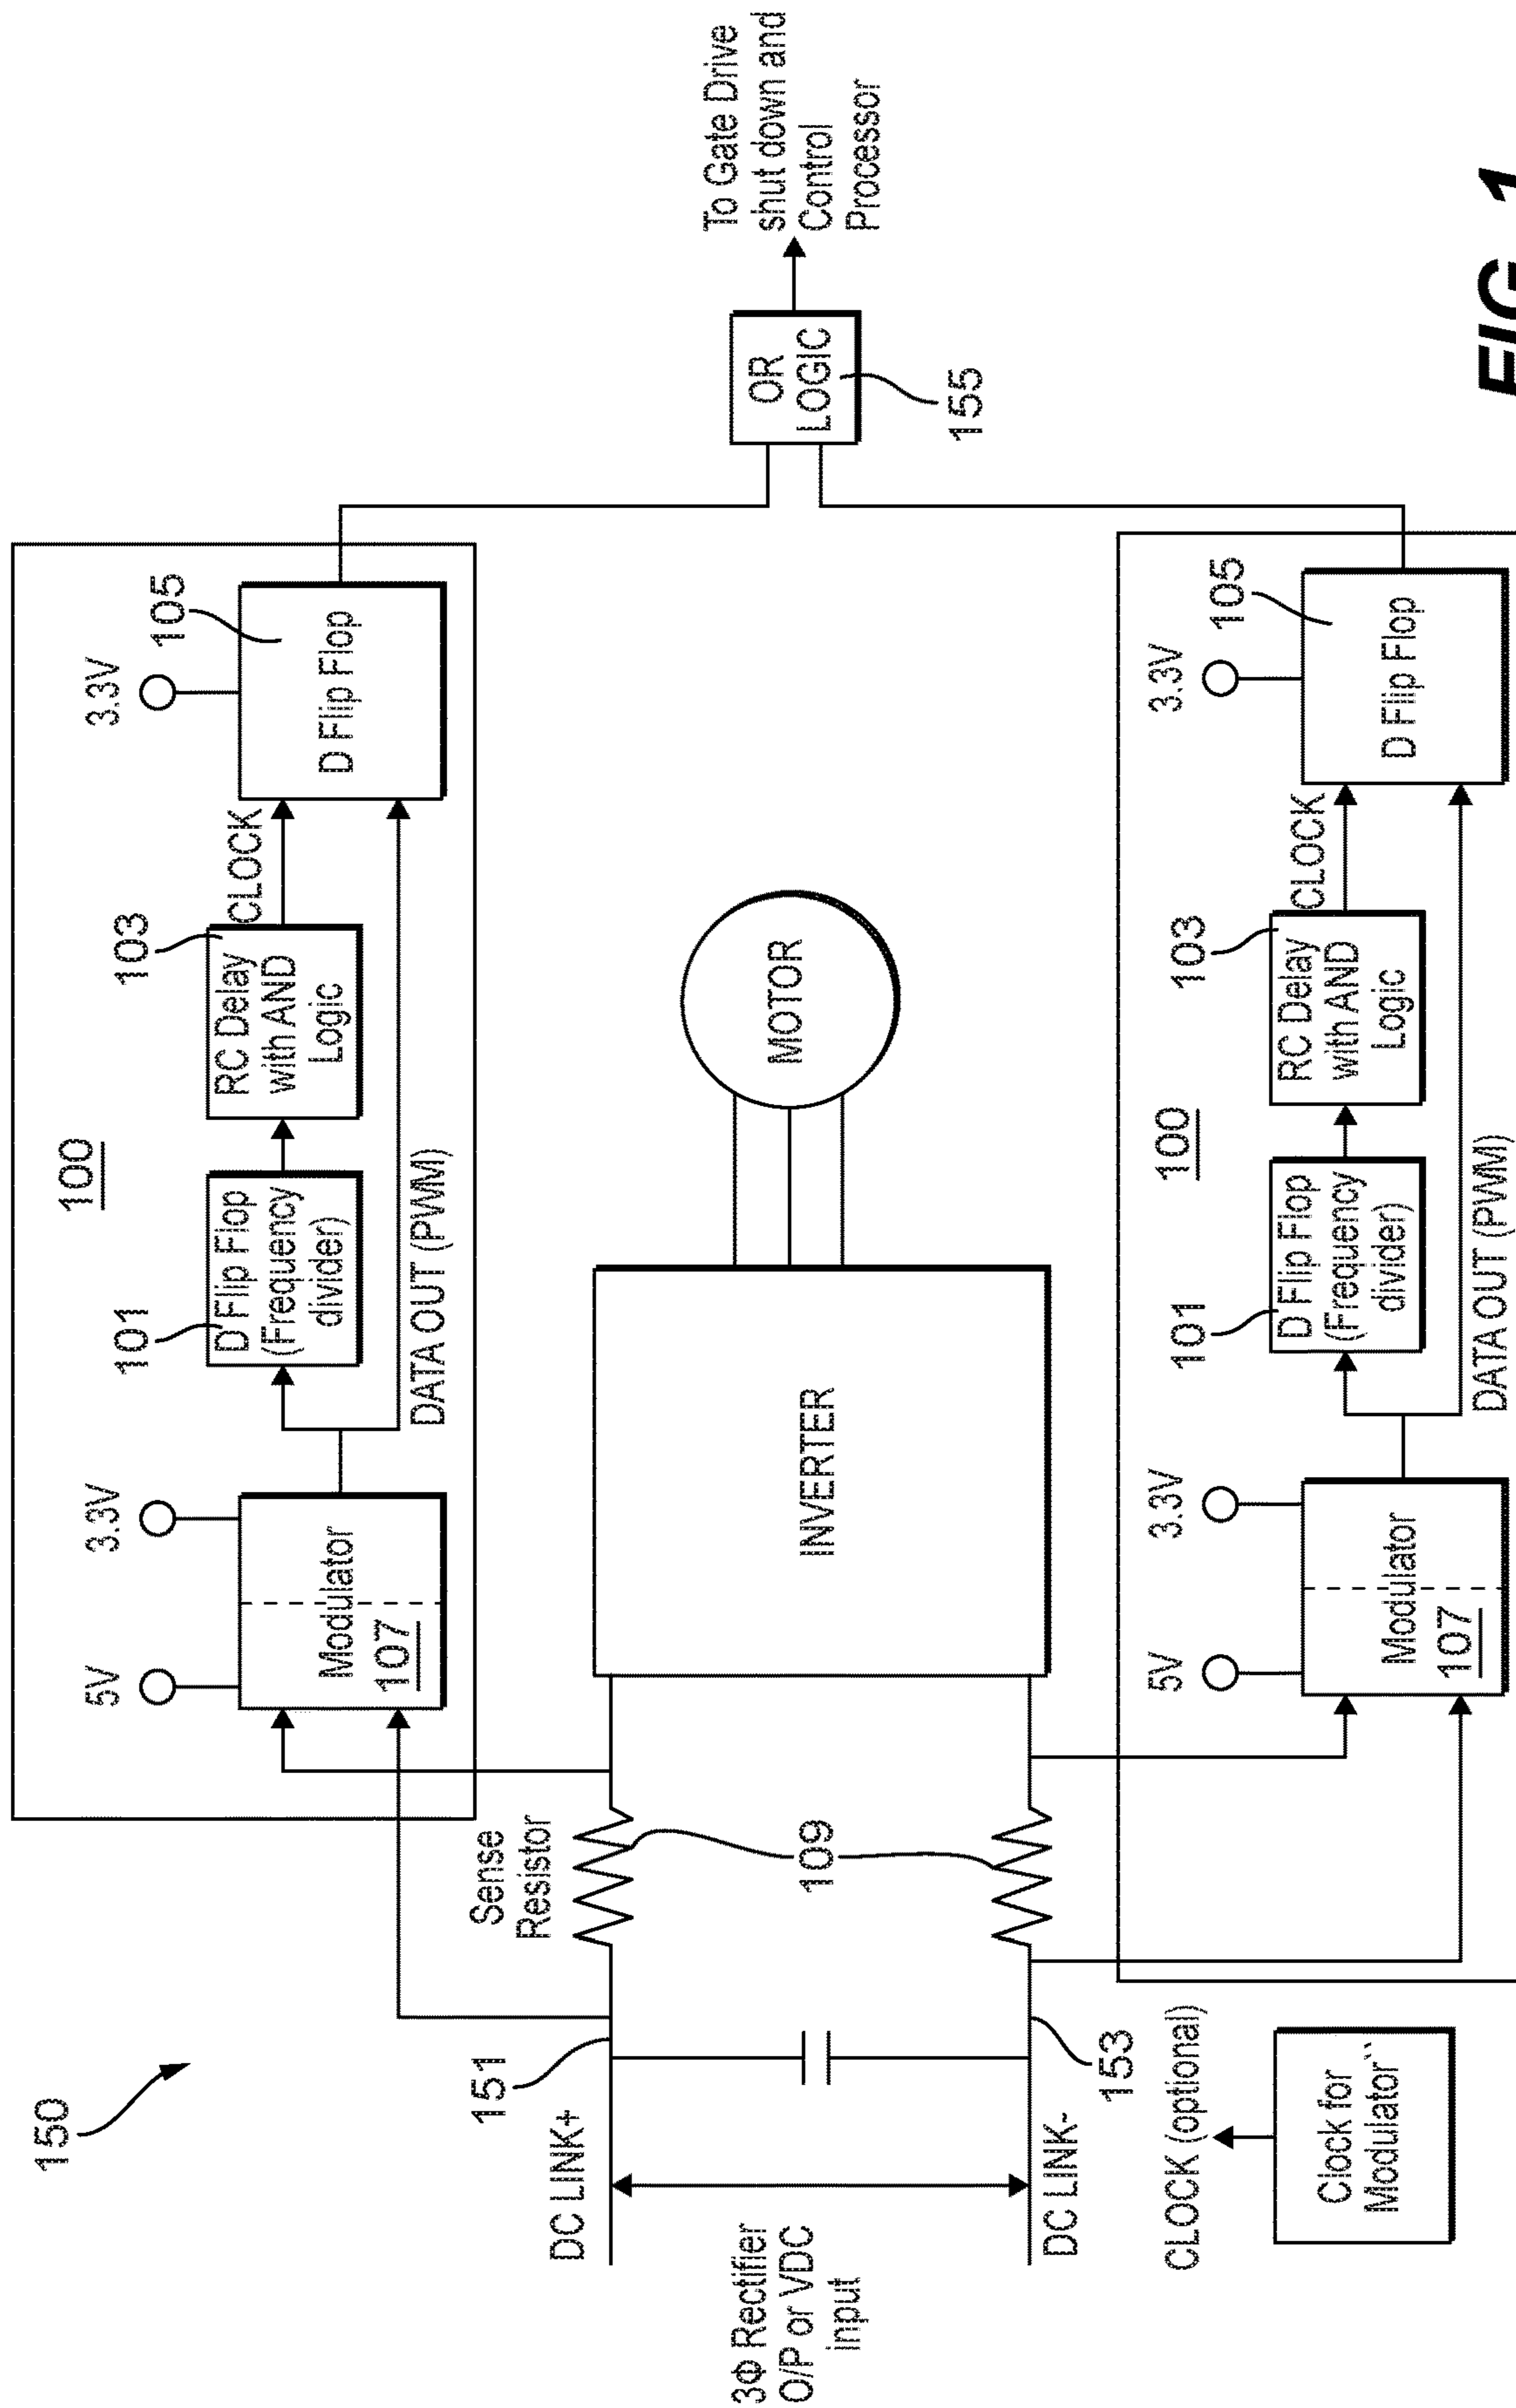 150
100
5V
3.3V
3.3V
Modulator
107
101
D Flip Flop
(Frequency
divider)
103
RC Delay
with AND
Logic
CLOCK
105
D Flip Flop
DATA OUT (PWM)
Sense
Resistor
151
DC LINK+
3Φ Rectifier
O/P or VDC
input
DC LINK-
153
109
INVERTER
MOTOR
OR
LOGIC
155
To Gate Drive
shut down and
Control
Processor
CLOCK (optional)
Clock for
Modulator``
100
5V
3.3V
3.3V
Modulator
107
101
D Flip Flop
(Frequency
divider)
103
RC Delay
with AND
Logic
CLOCK
105
D Flip Flop
DATA OUT (PWM)
FIG. 1